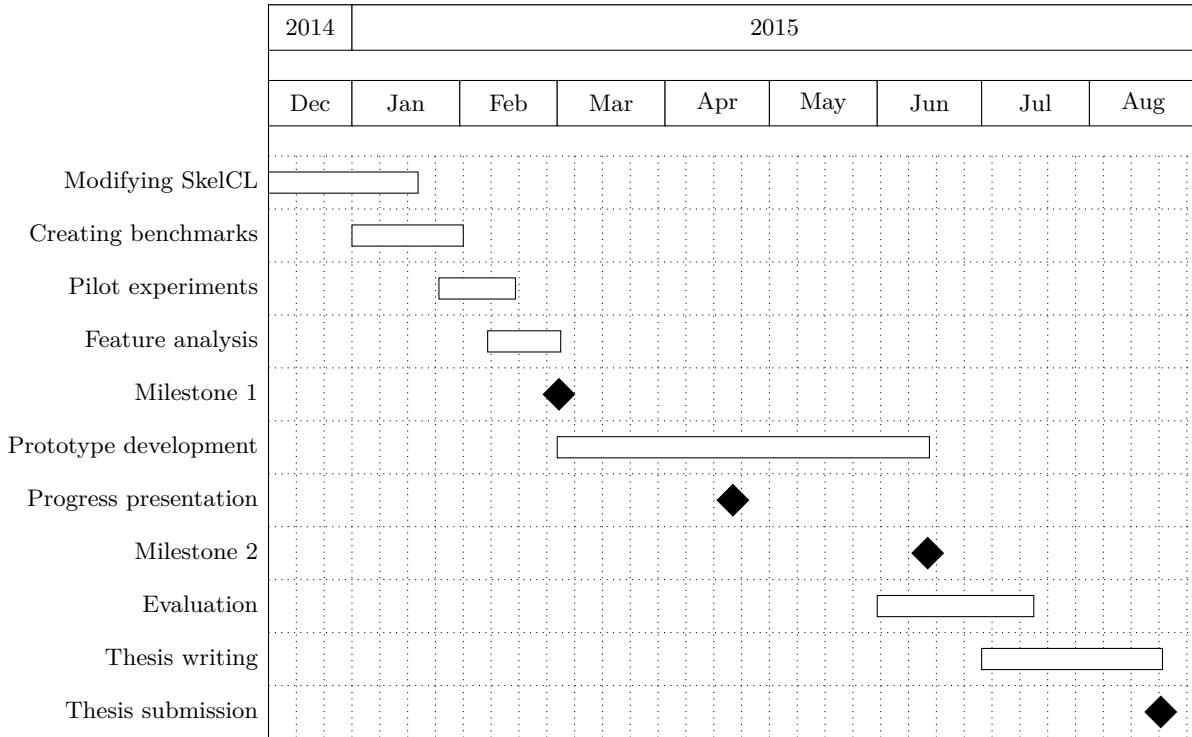 2014 2015
Dec Jan Feb Mar Apr May Jun Jul Aug
Modifying SkelCL
Creating benchmarks
Pilot experiments
Feature analysis
Milestone 1
Prototype development
Progress presentation
Milestone 2
Evaluation
Thesis writing
Thesis submission